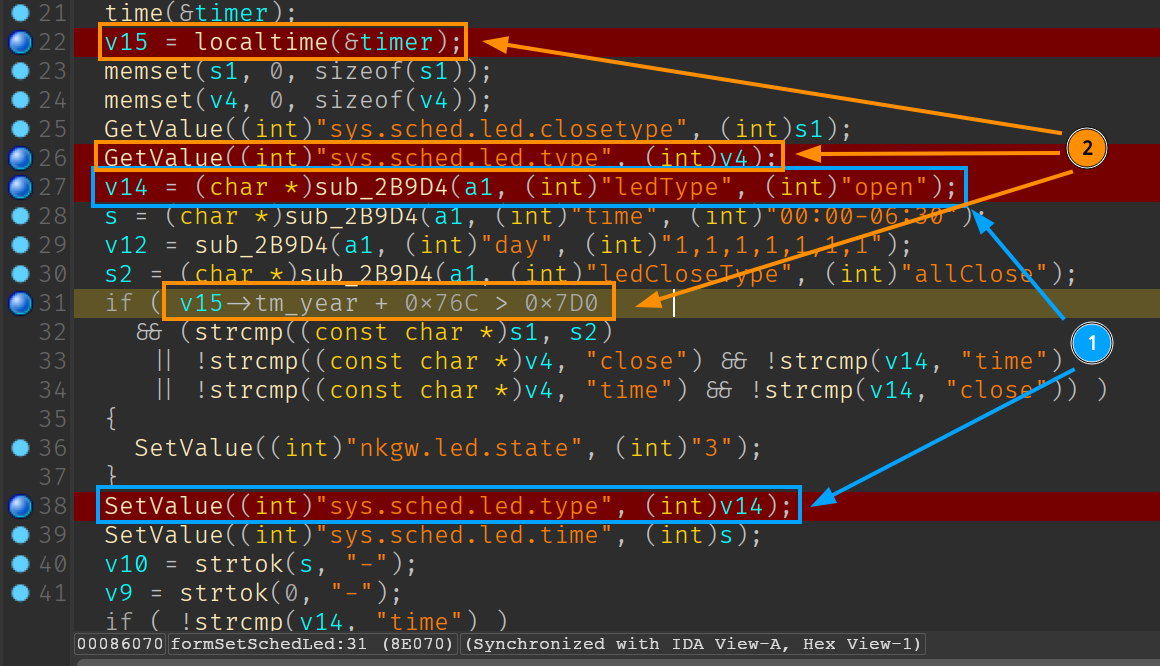 21 time(&timer);
22 v15 = localtime(&timer);
23 memset(s1, 0, sizeof(s1));
24 memset(v4, 0, sizeof(v4));
25 GetValue((int)"sys.sched.led.closetype", (int)s1);
26 GetValue((int)"sys.sched.led.type", (int)v4);
27 v14 = (char *)sub_2B9D4(a1, (int)"ledType", (int)"open");
28 s = (char *)sub_2B9D4(a1, (int)"time", (int)"00:00-06:30");
29 v12 = sub_2B9D4(a1, (int)"day", (int)"1,1,1,1,1,1,1");
30 s2 = (char *)sub_2B9D4(a1, (int)"ledCloseType", (int)"allClose");
31 if ( v15->tm_year + 0x76C > 0x7D0
32 && (strcmp((const char *)s1, s2)
33 || !strcmp((const char *)v4, "close") && !strcmp(v14, "time")
34 || !strcmp((const char *)v4, "time") && !strcmp(v14, "close")) )
35 {
36 SetValue((int)"nkgw.led.state", (int)"3");
37 }
38 SetValue((int)"sys.sched.led.type", (int)v14);
39 SetValue((int)"sys.sched.led.time", (int)s);
40 v10 = strtok(s, "-");
41 v9 = strtok(0, "-");
if ( !strcmp(v14, "time") )
2
1
00086070 formSetSchedLed:31 (8E070) (Synchronized with IDA View-A, Hex View-1)